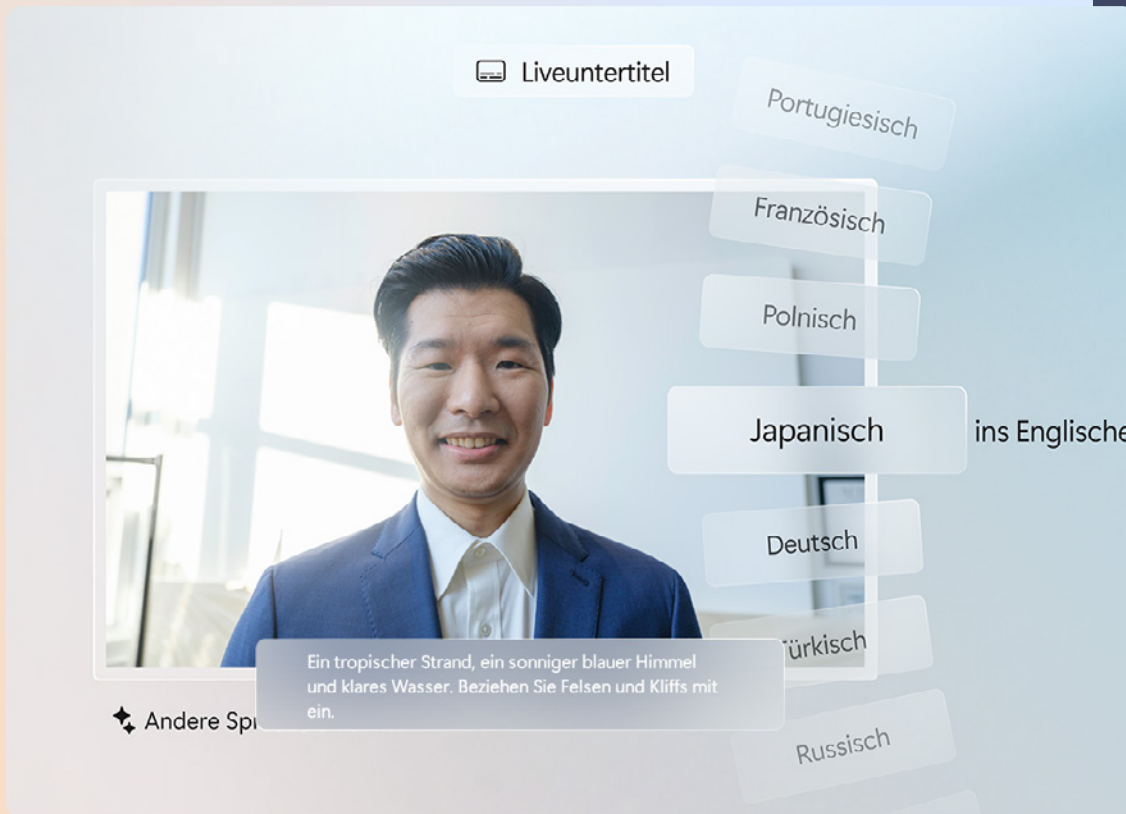 Liveuntertitel
Portugiesisch
Französisch
Polnisch
Japanisch ins Englische
Deutsch
ürkisch
Ein tropischer Strand, ein sonniger blauer Himmel
und klares Wasser. Beziehen Sie Felsen und Kliffs mit
ein.
Andere Spr
Russisch